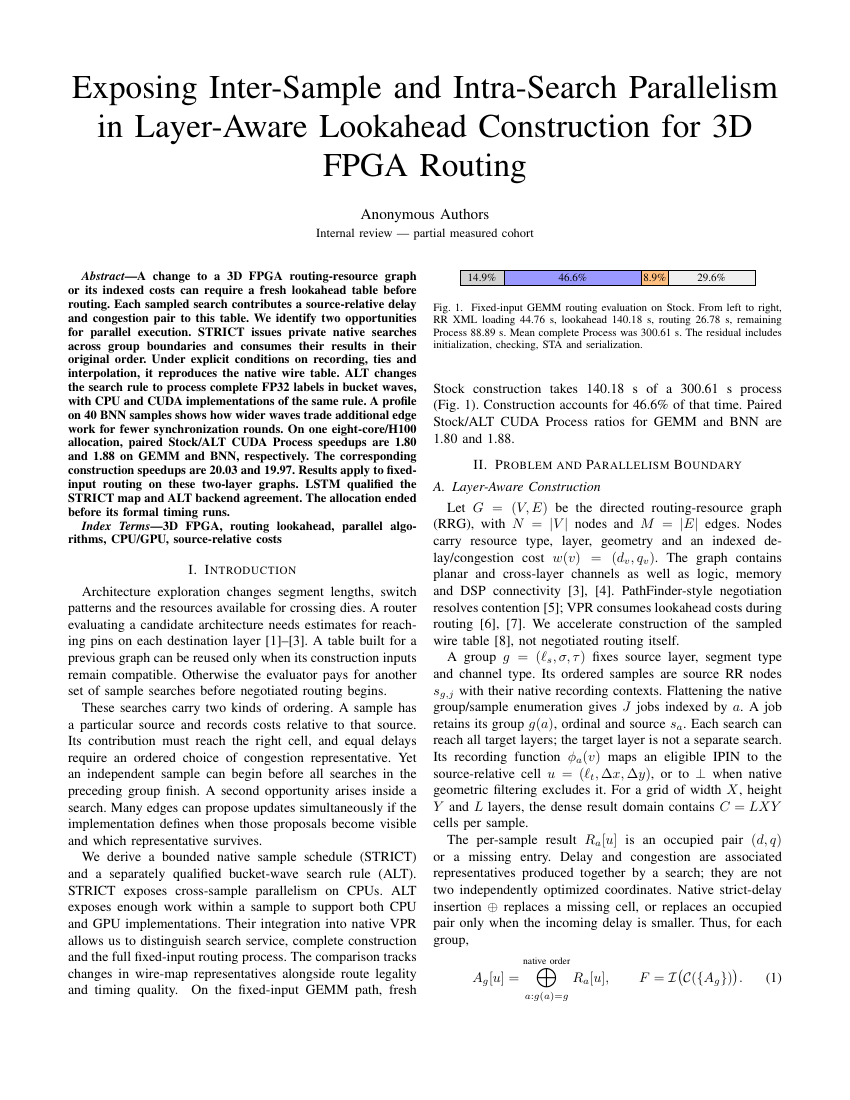 Exposing Inter-Sample and Intra-Search Parallelism
in Layer-Aware Lookahead Construction for 3D
FPGA Routing
Anonymous Authors
Internal review — partial measured cohort
Abstract—A change to a 3D FPGA routing-resource graph
or its indexed costs can require a fresh lookahead table before
routing. Each sampled search contributes a source-relative delay
and congestion pair to this table. We identify two opportunities
for parallel execution. STRICT issues private native searches
across group boundaries and consumes their results in their
original order. Under explicit conditions on recording, ties and
interpolation, it reproduces the native wire table. ALT changes
the search rule to process complete FP32 labels in bucket waves,
with CPU and CUDA implementations of the same rule. A profile
on 40 BNN samples shows how wider waves trade additional edge
work for fewer synchronization rounds. On one eight-core/H100
allocation, paired Stock/ALT CUDA Process speedups are 1.80
and 1.88 on GEMM and BNN, respectively. The corresponding
construction speedups are 20.03 and 19.97. Results apply to fixed-
input routing on these two-layer graphs. LSTM qualified the
STRICT map and ALT backend agreement. The allocation ended
before its formal timing runs.
Index Terms—3D FPGA, routing lookahead, parallel algo-
rithms, CPU/GPU, source-relative costs
I. INTRODUCTION
Architecture exploration changes segment lengths, switch
patterns and the resources available for crossing dies. A router
evaluating a candidate architecture needs estimates for reach-
ing pins on each destination layer [1]–[3]. A table built for a
previous graph can be reused only when its construction inputs
remain compatible. Otherwise the evaluator pays for another
set of sample searches before negotiated routing begins.
These searches carry two kinds of ordering. A sample has
a particular source and records costs relative to that source.
Its contribution must reach the right cell, and equal delays
require an ordered choice of congestion representative. Yet
an independent sample can begin before all searches in the
preceding group finish. A second opportunity arises inside a
search. Many edges can propose updates simultaneously if the
implementation defines when those proposals become visible
and which representative survives.
We derive a bounded native sample schedule (STRICT)
and a separately qualified bucket-wave search rule (ALT).
STRICT exposes cross-sample parallelism on CPUs. ALT
exposes enough work within a sample to support both CPU
and GPU implementations. Their integration into native VPR
allows us to distinguish search service, complete construction
and the full fixed-input routing process. The comparison tracks
changes in wire-map representatives alongside route legality
and timing quality. On the fixed-input GEMM path, fresh
14.9% 46.6% 8.9% 29.6%
Fig. 1. Fixed-input GEMM routing evaluation on Stock. From left to right,
RR XML loading 44.76 s, lookahead 140.18 s, routing 26.78 s, remaining
Process 88.89 s. Mean complete Process was 300.61 s. The residual includes
initialization, checking, STA and serialization.
Stock construction takes 140.18 s of a 300.61 s process
(Fig. 1). Construction accounts for 46.6% of that time. Paired
Stock/ALT CUDA Process ratios for GEMM and BNN are
1.80 and 1.88.
II. PROBLEM AND PARALLELISM BOUNDARY
A. Layer-Aware Construction
Let G = (V, E) be the directed routing-resource graph
(RRG), with N = |V| nodes and M = |E| edges. Nodes
carry resource type, layer, geometry and an indexed de-
lay/congestion cost w(v) = (d_v, q_v). The graph contains
planar and cross-layer channels as well as logic, memory
and DSP connectivity [3], [4]. PathFinder-style negotiation
resolves contention [5]; VPR consumes lookahead costs during
routing [6], [7]. We accelerate construction of the sampled
wire table [8], not negotiated routing itself.
A group g = (ℓ_s, σ, τ) fixes source layer, segment type
and channel type. Its ordered samples are source RR nodes
s_{g,j} with their native recording contexts. Flattening the native
group/sample enumeration gives J jobs indexed by a. A job
retains its group g(a), ordinal and source s_a. Each search can
reach all target layers; the target layer is not a separate search.
Its recording function ϕ_a(v) maps an eligible IPIN to the
source-relative cell u = (ℓ_t, Δx, Δy), or to ⊥ when native
geometric filtering excludes it. For a grid of width X, height
Y and L layers, the dense result domain contains C = LXY
cells per sample.
The per-sample result R_a[u] is an occupied pair (d, q)
or a missing entry. Delay and congestion are associated
representatives produced together by a search; they are not
two independently optimized coordinates. Native strict-delay
insertion ⊕ replaces a missing cell, or replaces an occupied
pair only when the incoming delay is smaller. Thus, for each
group,
native order
A_g[u] = ⨁ R_a[u], F = I(C({A_g})). (1)
a:g(a)=g